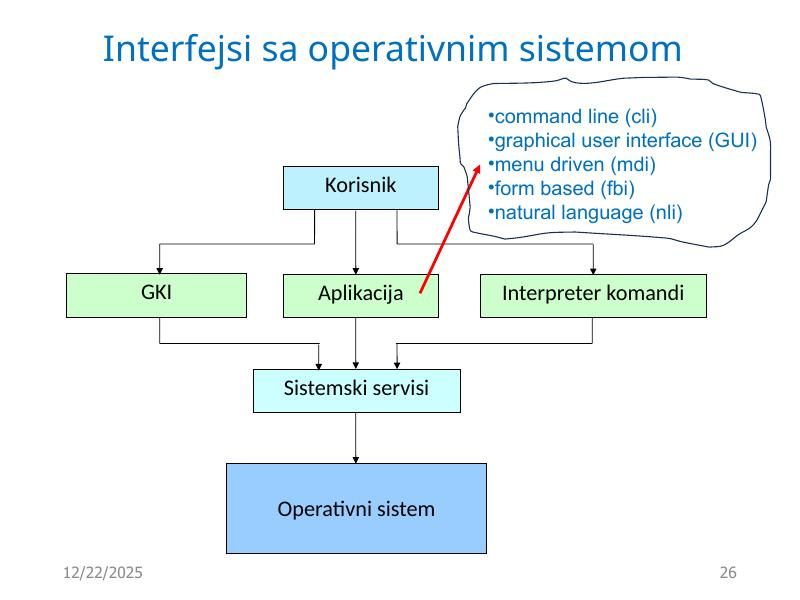 Interfejsi sa operativnim sistemom
•command line (cli)
•graphical user interface (GUI)
•menu driven (mdi)
•form based (fbi)
•natural language (nli)
Korisnik
GKI
Aplikacija
Interpreter komandi
Sistemski servisi
Operativni sistem
12/22/2025
26